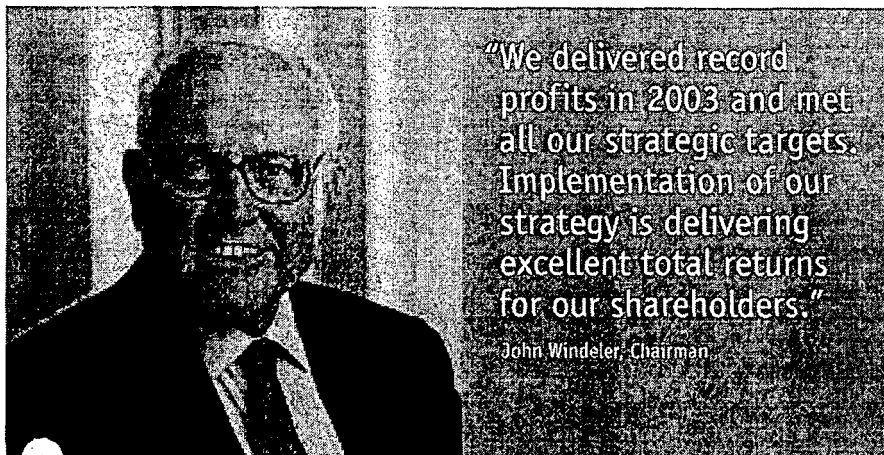 “We delivered record
profits in 2003 and met
all our strategic targets.
Implementation of our
strategy is delivering
excellent total returns
for our shareholders.”
John Windeler, Chairman